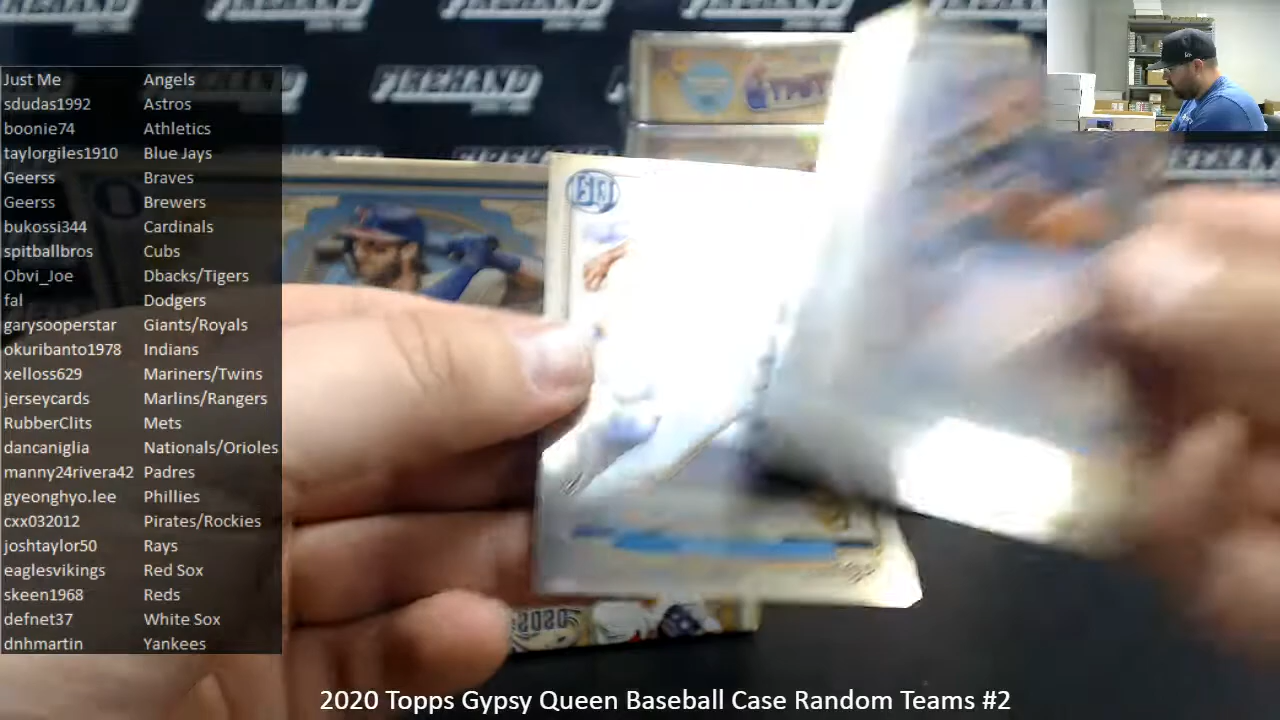 FIREHAND
Just Me Angels
sdudas1992 Astros
boonie74 Athletics
taylorgiles1910 Blue Jays
Geerss Braves
Geerss Brewers
bukossi344 Cardinals
spitballbros Cubs
Obvi_Joe Dbacks/Tigers
fal Dodgers
garysooperstar Giants/Royals
okuribanto1978 Indians
xelloss629 Mariners/Twins
jerseycards Marlins/Rangers
RubberClits Mets
dancaniglia Nationals/Orioles
manny24rivera42 Padres
gyeonghyo.lee Phillies
cxx032012 Pirates/Rockies
joshtaylor50 Rays
eaglesvikings Red Sox
skeen1968 Reds
defnet37 White Sox
dnhmartin Yankees
2020 Topps Gypsy Queen Baseball Case Random Teams #2